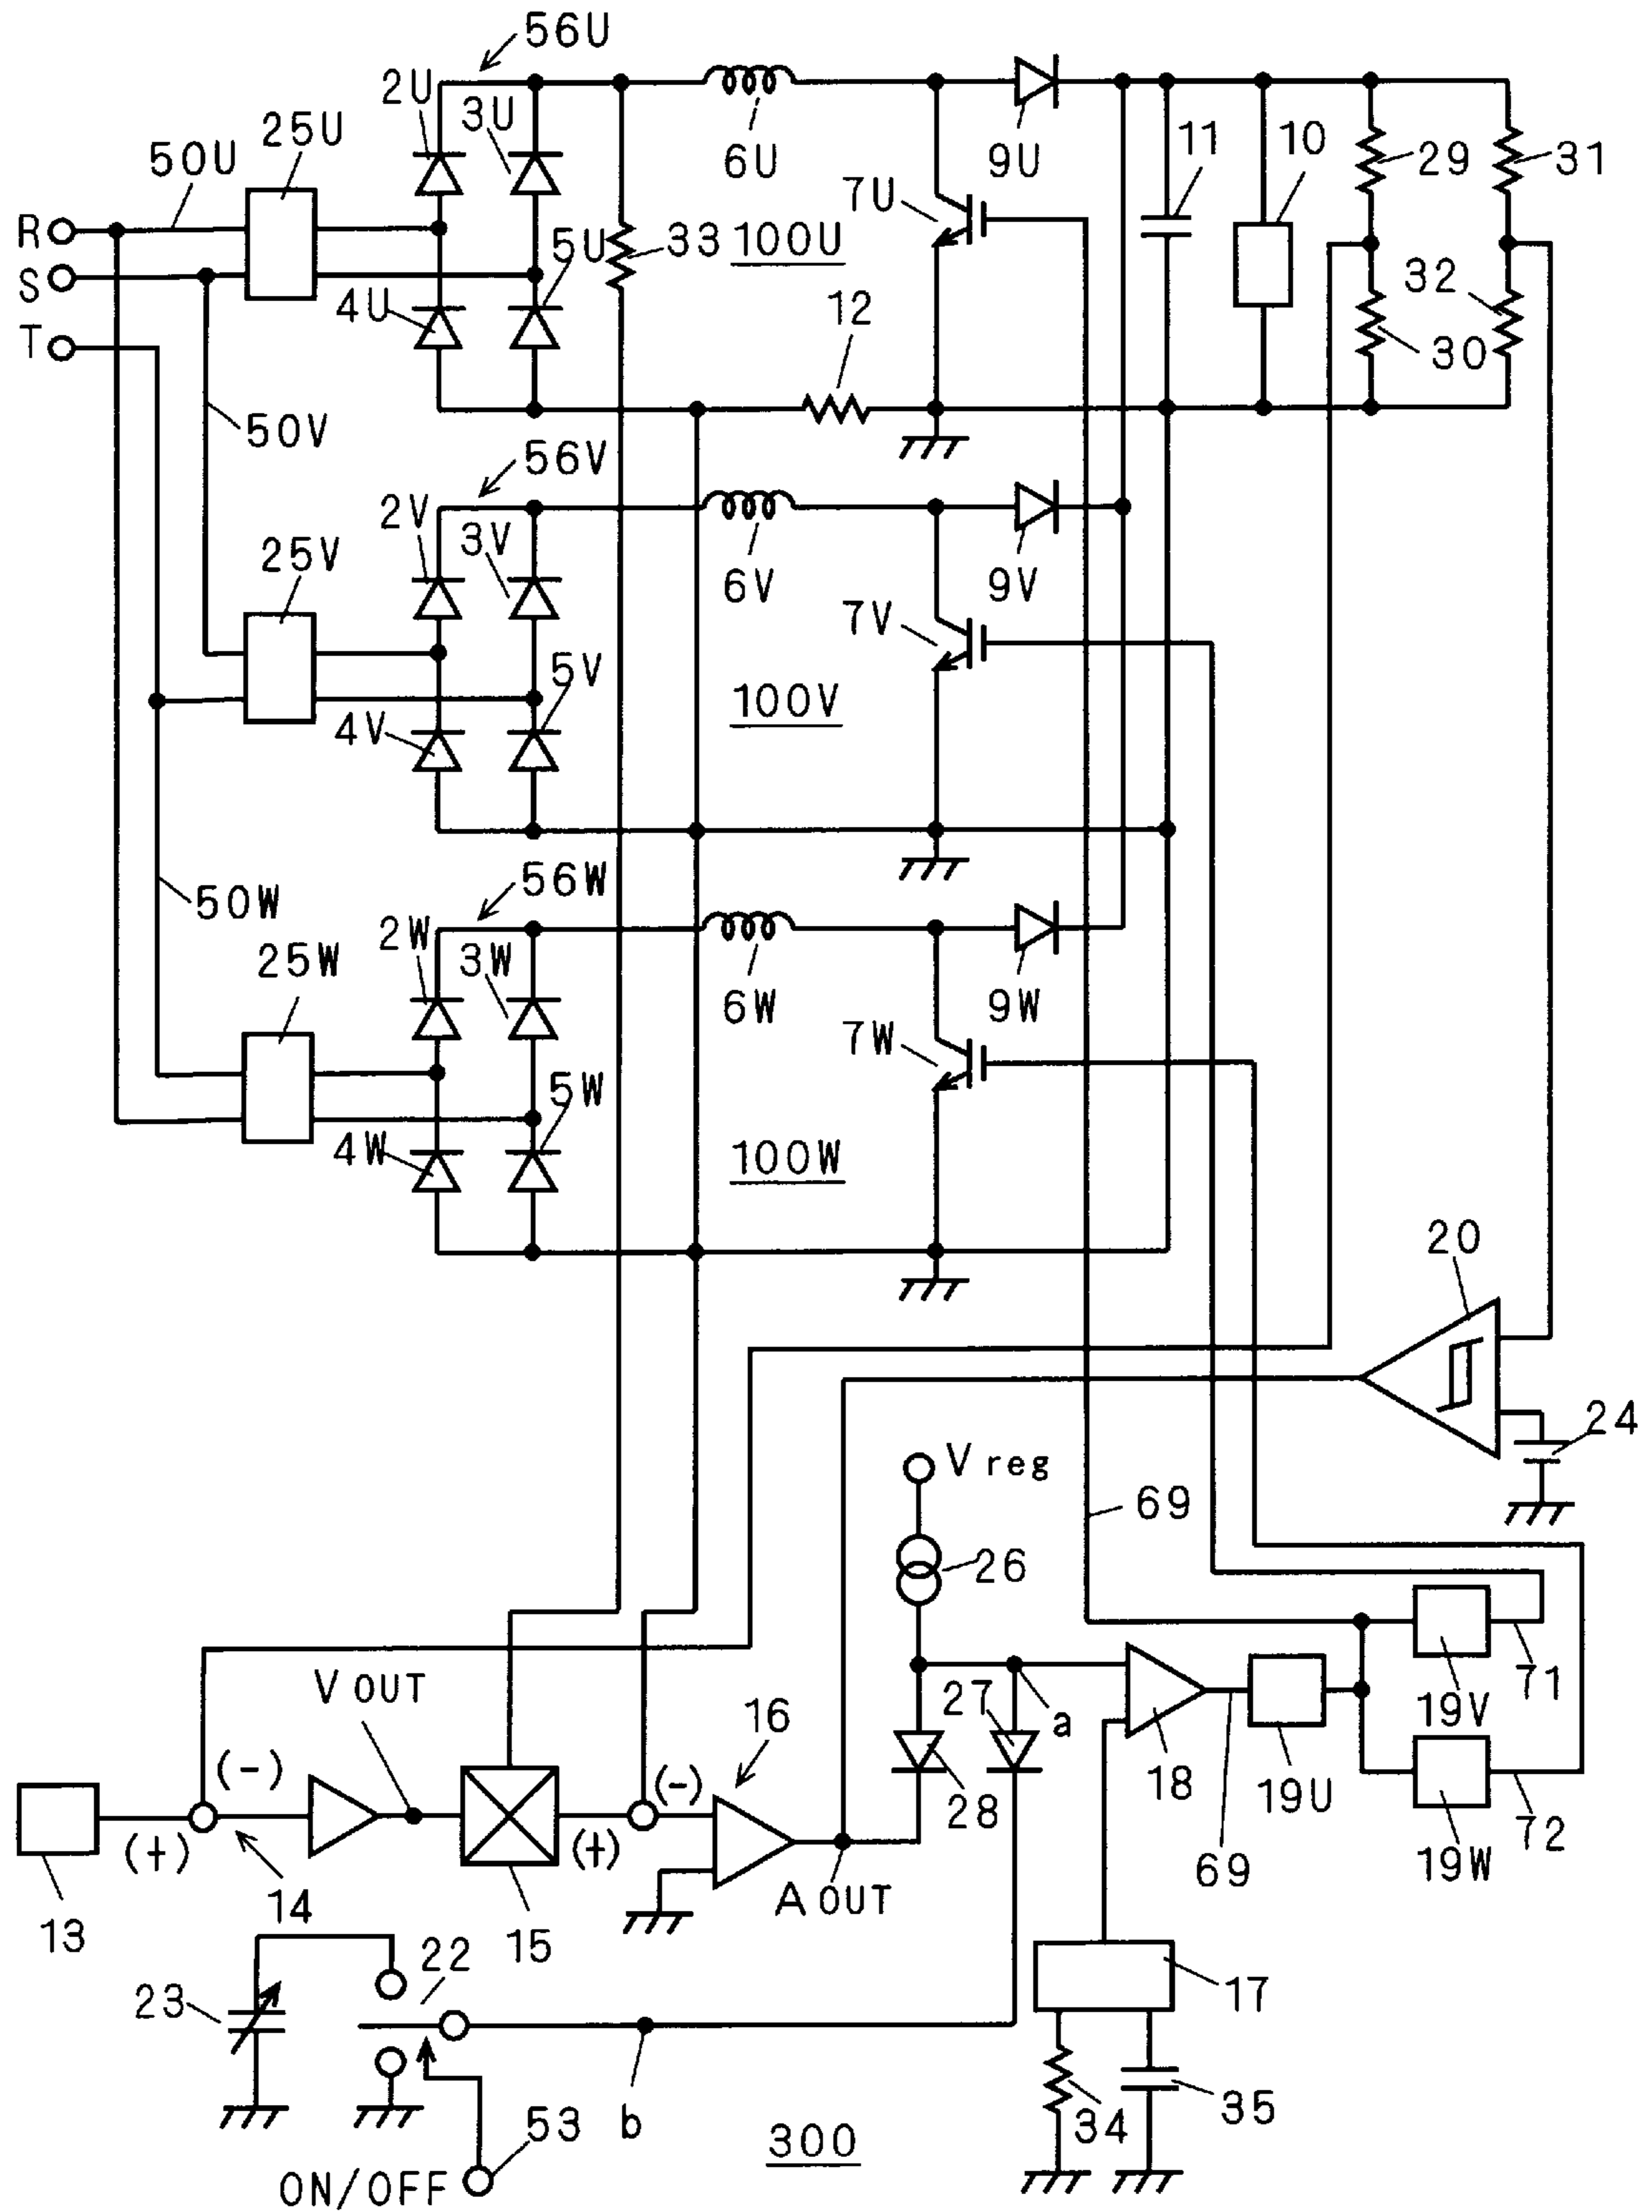 56U
2U
3U
25U
50U
6U
9U
11
10
29
31
7U
R
5U
33
100U
S
32
4U
12
T
30
50V
56V
2V
3V
25V
6V
9V
7V
5V
100V
4V
56W
50W
2W
3W
25W
6W
9W
7W
5W
4W
100W
20
24
Vreg
69
26
VOUT
27
a
71
19V
16
(-)
(-)
18
19U
28
(+)
(+)
72
69
19W
AOUT
13
14
15
22
17
23
34
35
53
b
300
ON/OFF